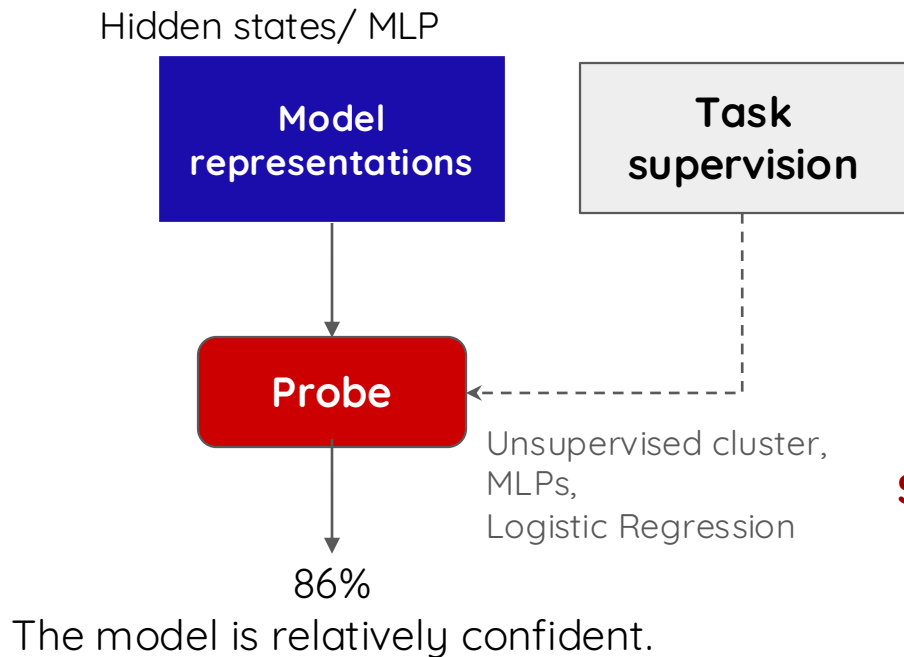 Hidden states/ MLP
Model
representations
Task
supervision
Probe
Unsupervised cluster,
MLPs,
Logistic Regression
86%
The model is relatively confident.